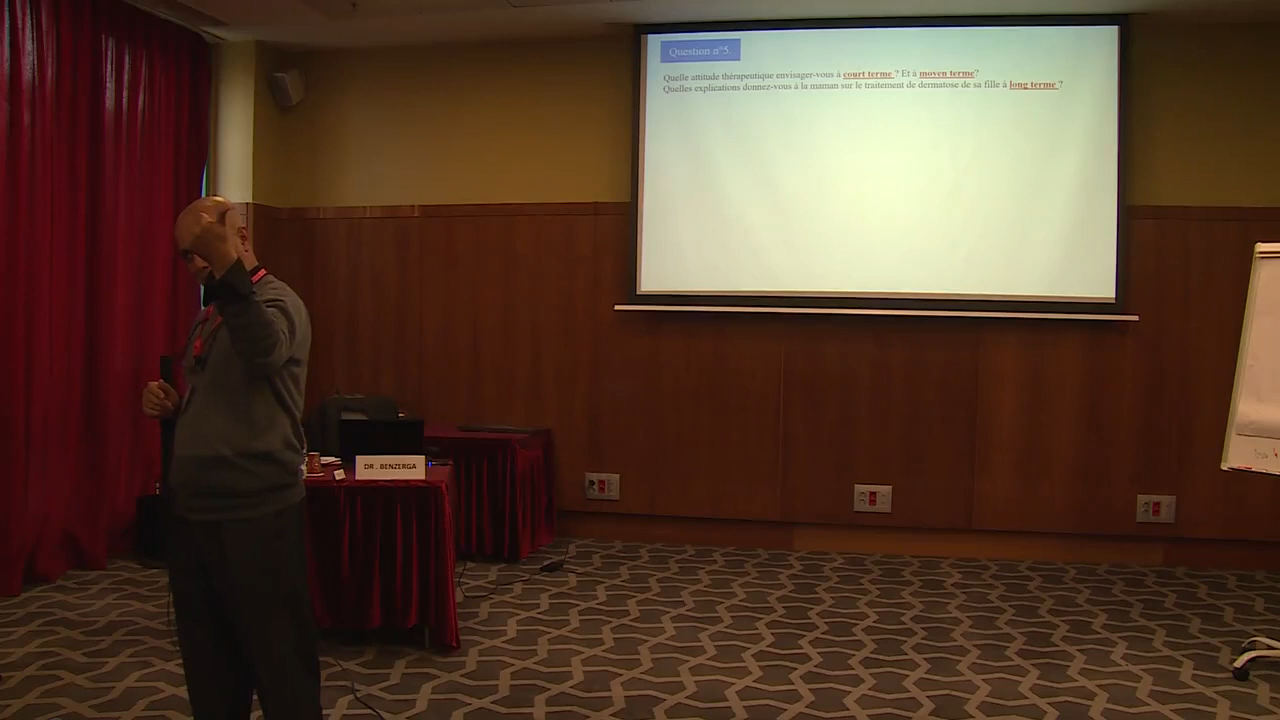 Question n°5.
Quelle attitude thérapeutique envisager-vous à court terme ? Et à moyen terme?
Quelles explications donnez-vous à la maman sur le traitement de dermatose de sa fille à long terme ?
DR . BENZERGA